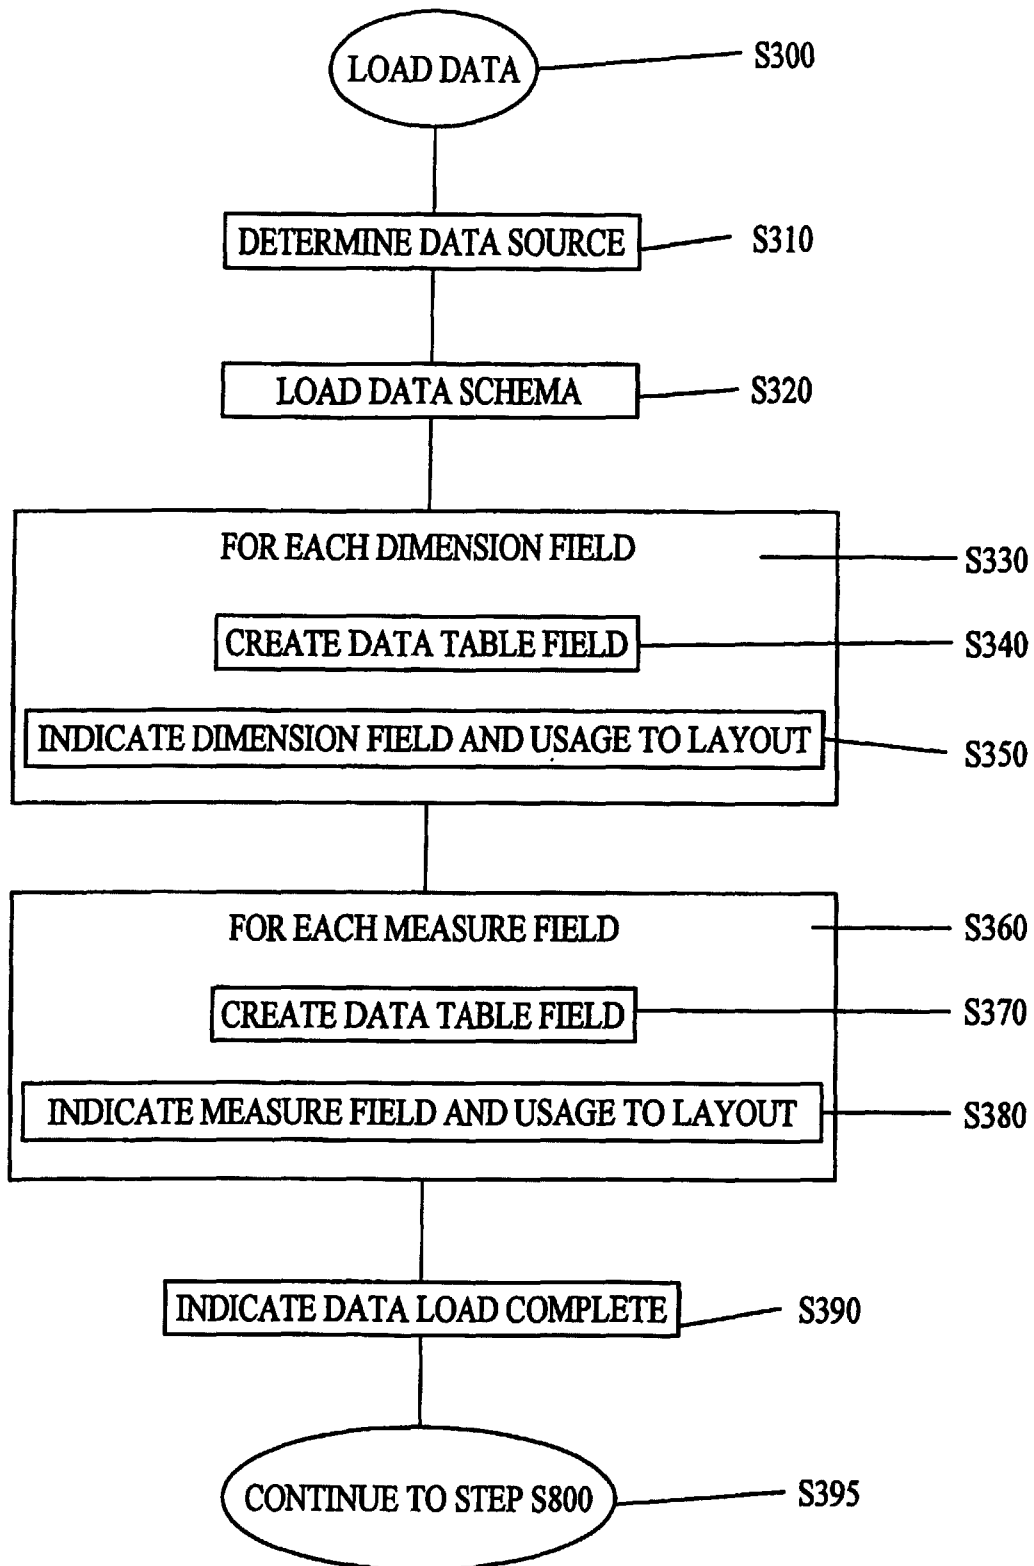 LOAD DATA
S300
DETERMINE DATA SOURCE
S310
LOAD DATA SCHEMA
S320
FOR EACH DIMENSION FIELD
S330
CREATE DATA TABLE FIELD
S340
INDICATE DIMENSION FIELD AND USAGE TO LAYOUT
S350
FOR EACH MEASURE FIELD
S360
CREATE DATA TABLE FIELD
S370
INDICATE MEASURE FIELD AND USAGE TO LAYOUT
S380
INDICATE DATA LOAD COMPLETE
S390
CONTINUE TO STEP S800
S395